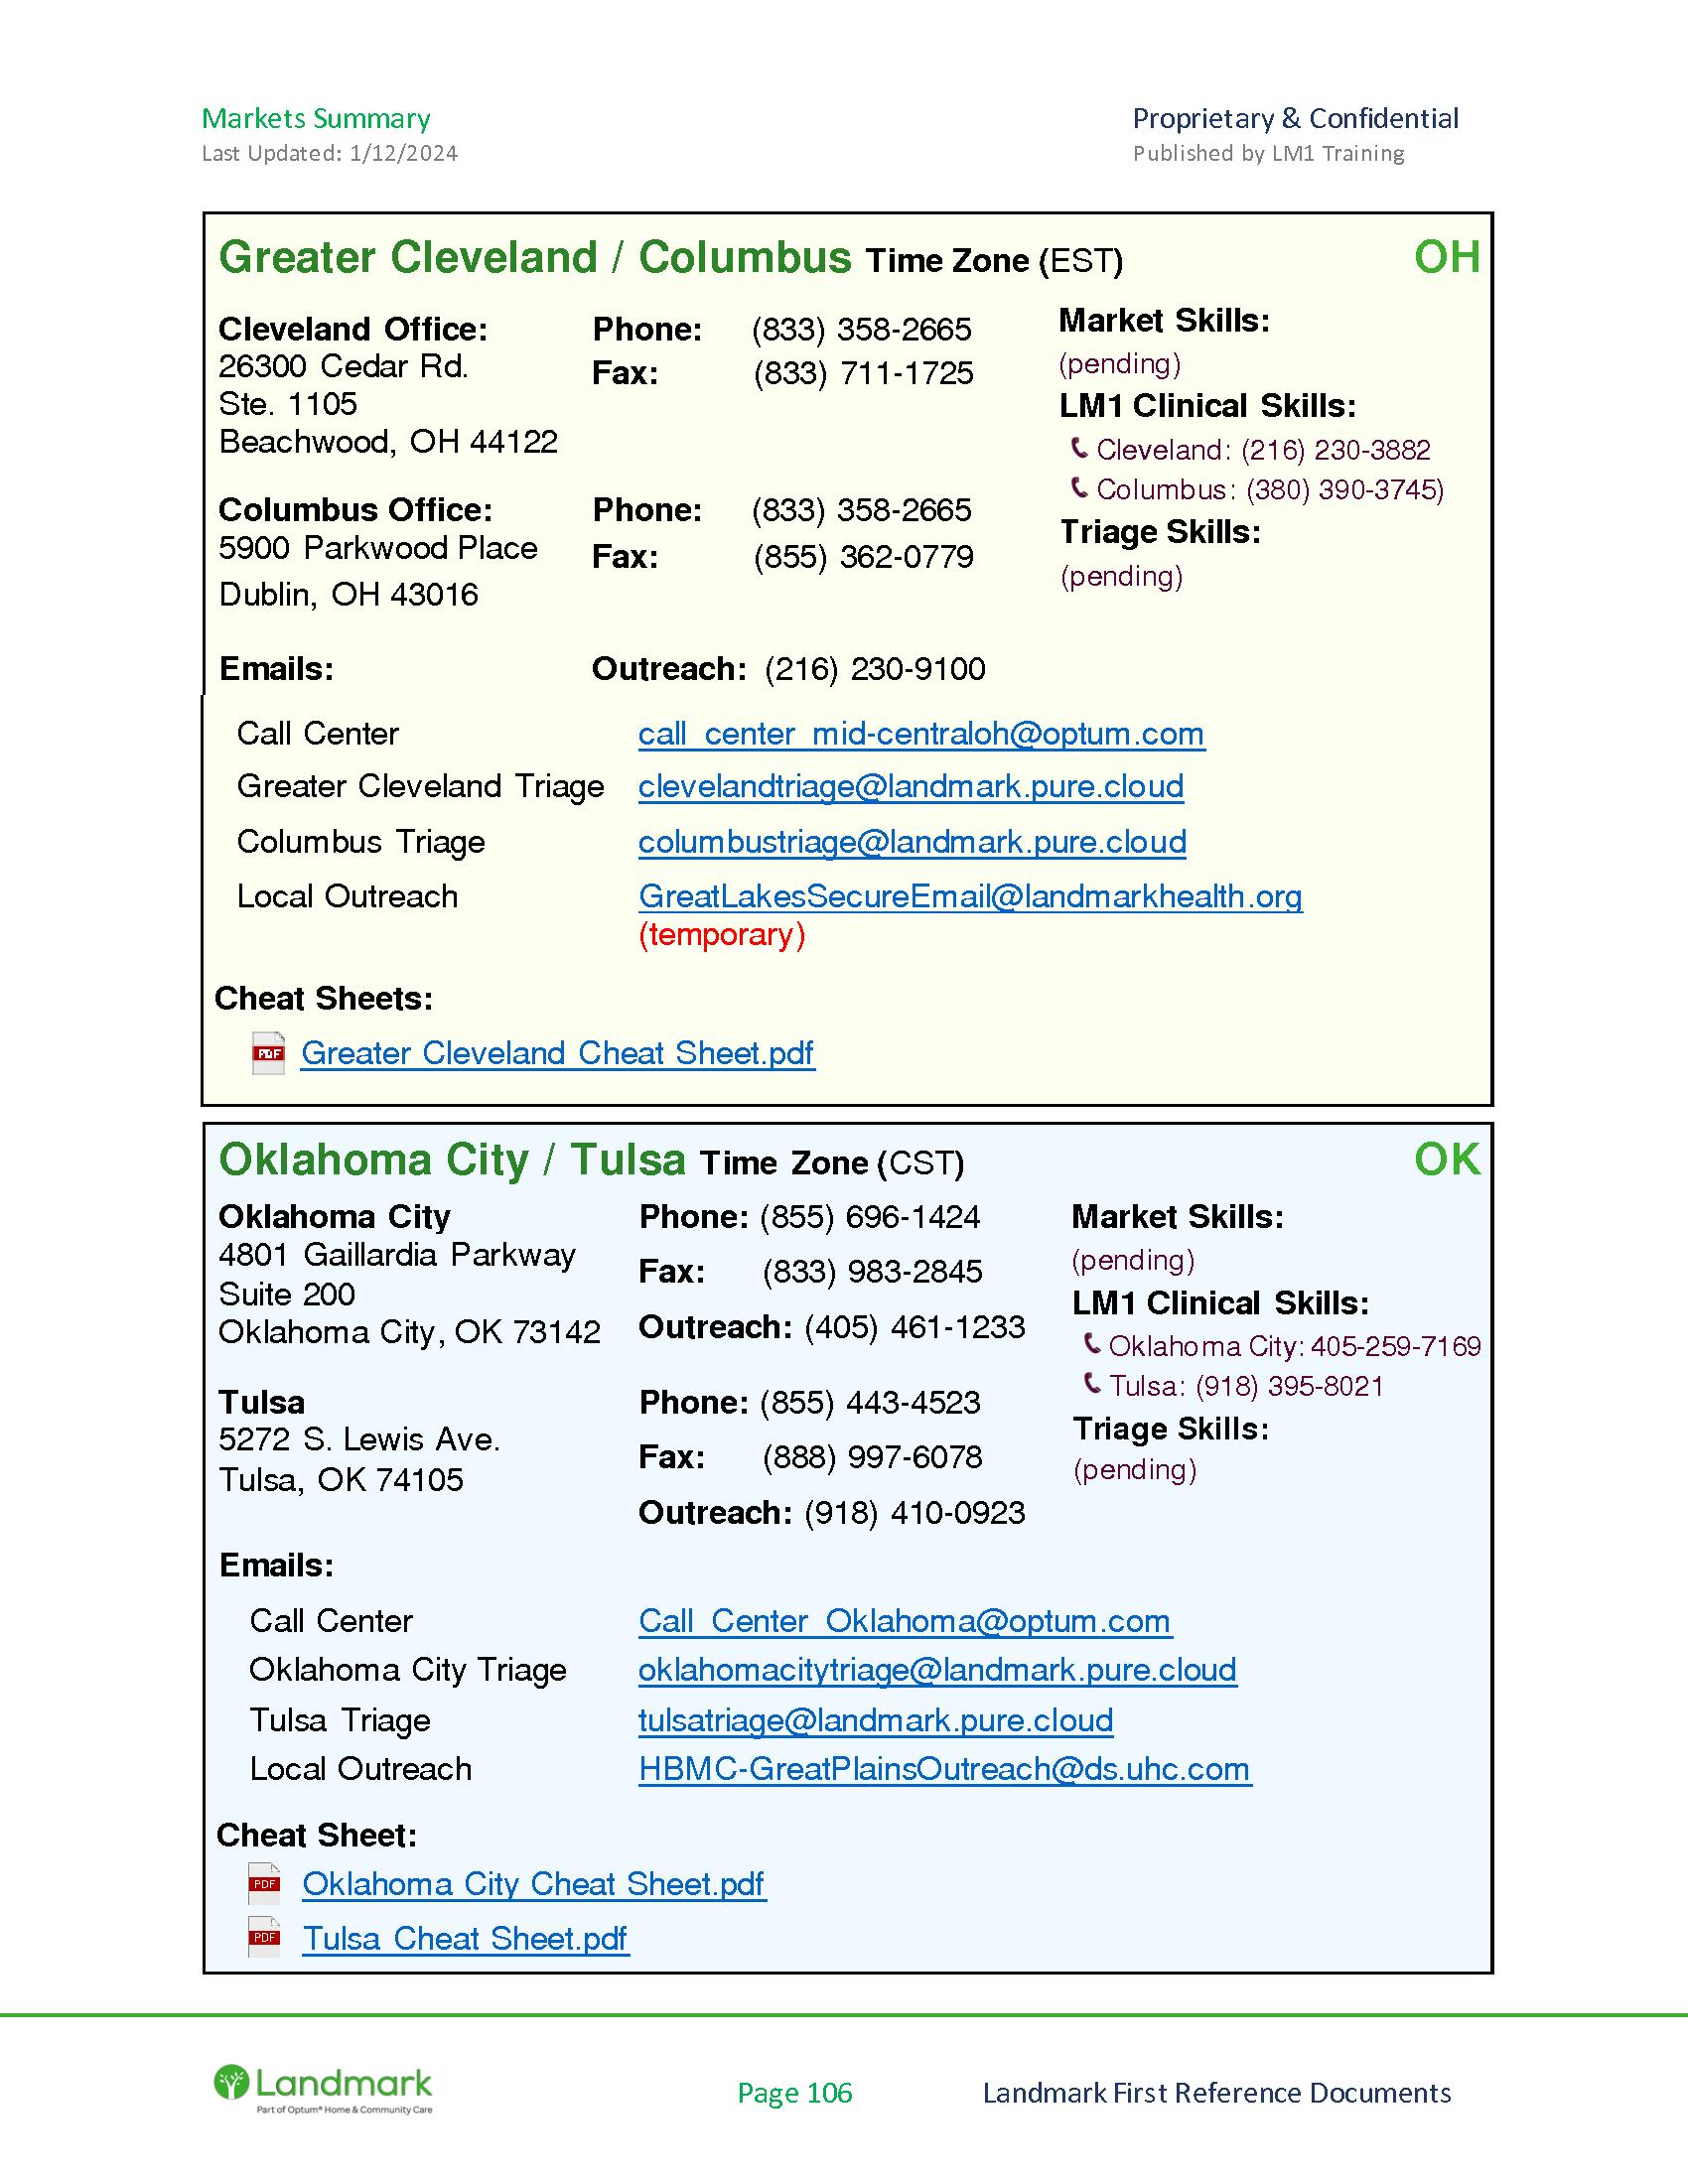 Markets Summary
Proprietary & Confidential
Last Updated: 1/12/2024
Published by LM1 Training
Greater Cleveland / Columbus Time Zone (EST)
OH
Cleveland Office:
26300 Cedar Rd.
Ste. 1105
Beachwood, OH 44122
Phone: (833) 358-2665
Fax: (833) 711-1725
Columbus Office:
5900 Parkwood Place
Dublin, OH 43016
Phone: (833) 358-2665
Fax: (855) 362-0779
Market Skills:
(pending)
LM1 Clinical Skills:
Cleveland: (216) 230-3882
Columbus: (380) 390-3745)
Triage Skills:
(pending)
Emails:
Outreach: (216) 230-9100
Call Center call_center_mid-centraloh@optum.com
Greater Cleveland Triage clevelandtriage@landmark.pure.cloud
Columbus Triage columbustriage@landmark.pure.cloud
Local Outreach GreatLakesSecureEmail@landmarkhealth.org
(temporary)
Cheat Sheets:
PDF Greater Cleveland Cheat Sheet.pdf
Oklahoma City / Tulsa Time Zone (CST)
OK
Oklahoma City
4801 Gaillardia Parkway
Suite 200
Oklahoma City, OK 73142
Phone: (855) 696-1424
Fax: (833) 983-2845
Outreach: (405) 461-1233
Tulsa
5272 S. Lewis Ave.
Tulsa, OK 74105
Phone: (855) 443-4523
Fax: (888) 997-6078
Outreach: (918) 410-0923
Market Skills:
(pending)
LM1 Clinical Skills:
Oklahoma City: 405-259-7169
Tulsa: (918) 395-8021
Triage Skills:
(pending)
Emails:
Call Center Call_Center_Oklahoma@optum.com
Oklahoma City Triage oklahomacitytriage@landmark.pure.cloud
Tulsa Triage tulsatriage@landmark.pure.cloud
Local Outreach HBMC-GreatPlainsOutreach@ds.uhc.com
Cheat Sheet:
PDF Oklahoma City Cheat Sheet.pdf
PDF Tulsa Cheat Sheet.pdf
Landmark
Part of Optum® Home & Community Care
Page 106
Landmark First Reference Documents